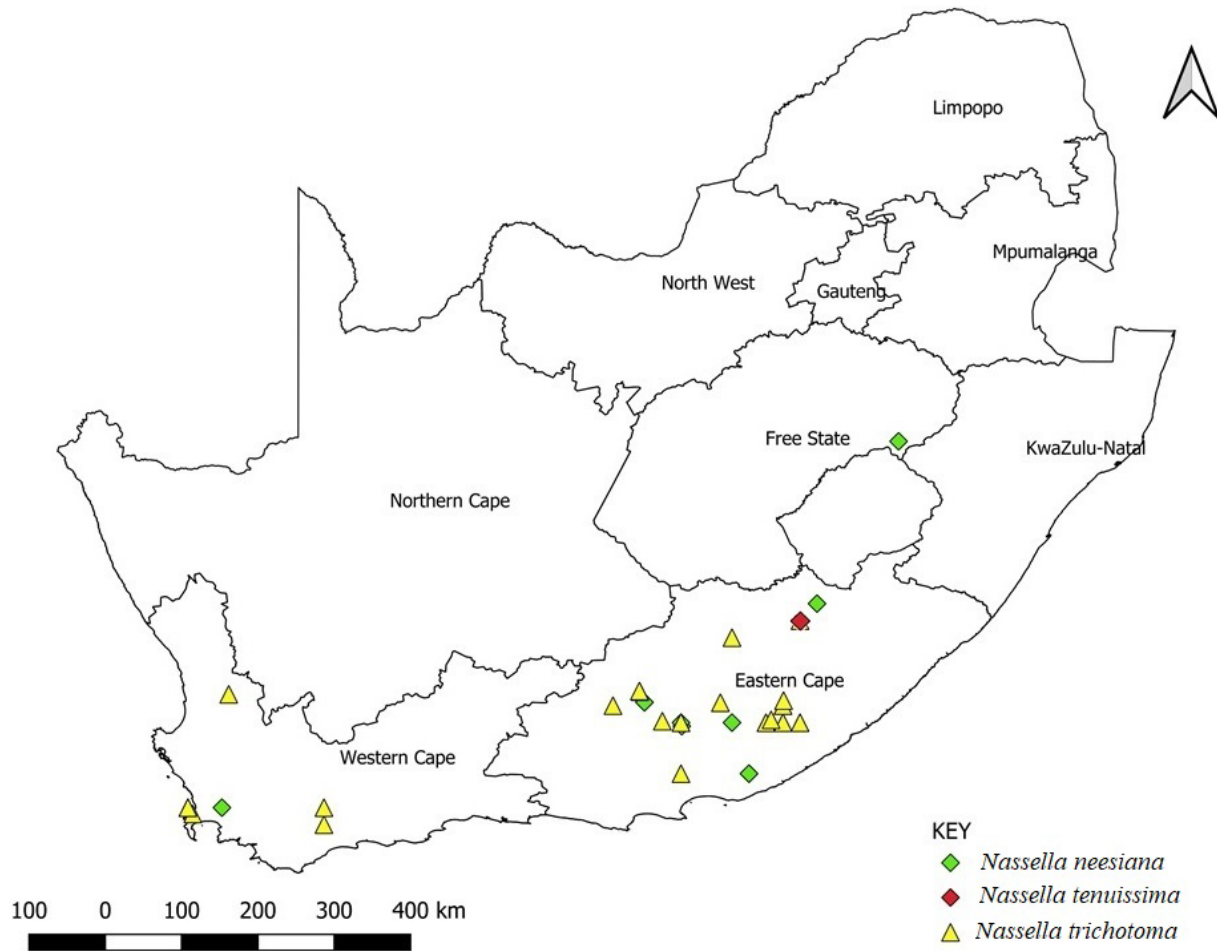 Limpopo
Mpumalanga
North West
Gauteng
Free State
KwaZulu-Natal
Northern Cape
Eastern Cape
Western Cape
KEY
Nassella neesiana
Nassella tenuissima
Nassella trichotoma
100 0 100 200 300 400 km